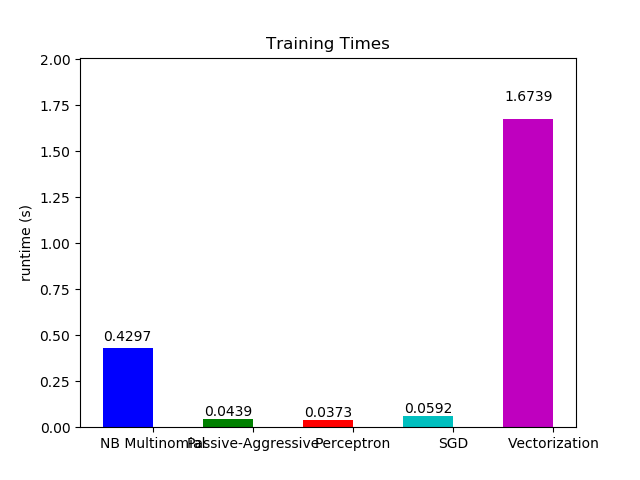 Training Times
runtime (s)
2.00
1.75
1.50
1.25
1.00
0.75
0.50
0.25
0.00
0.4297
0.0439
0.0373
0.0592
1.6739
NB Multinomial
Passive-Aggressive
Perceptron
SGD
Vectorization